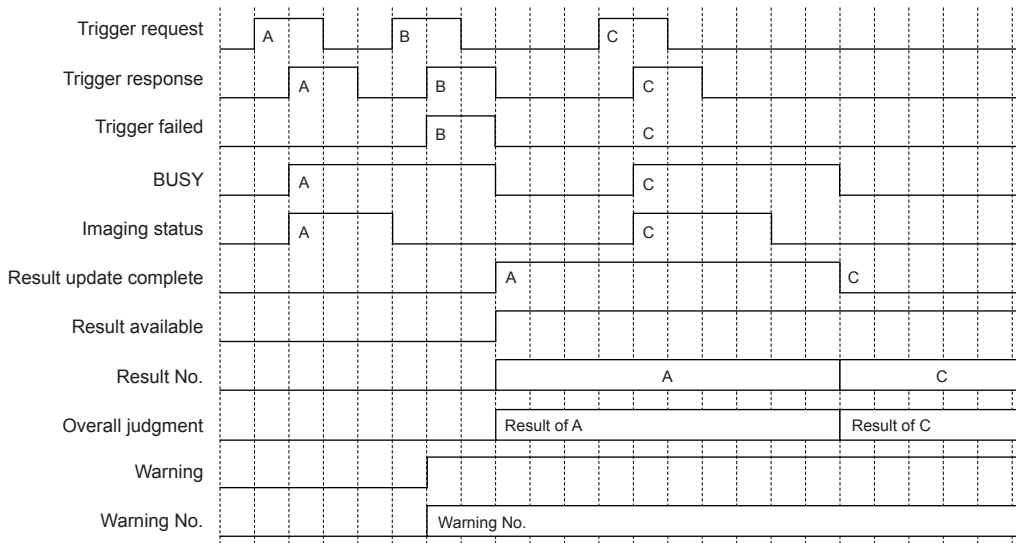 Trigger request A B C
Trigger response A B C
Trigger failed B C
BUSY A C
Imaging status A C
Result update complete A C
Result available
Result No. A C
Overall judgment Result of A Result of C
Warning
Warning No. Warning No.